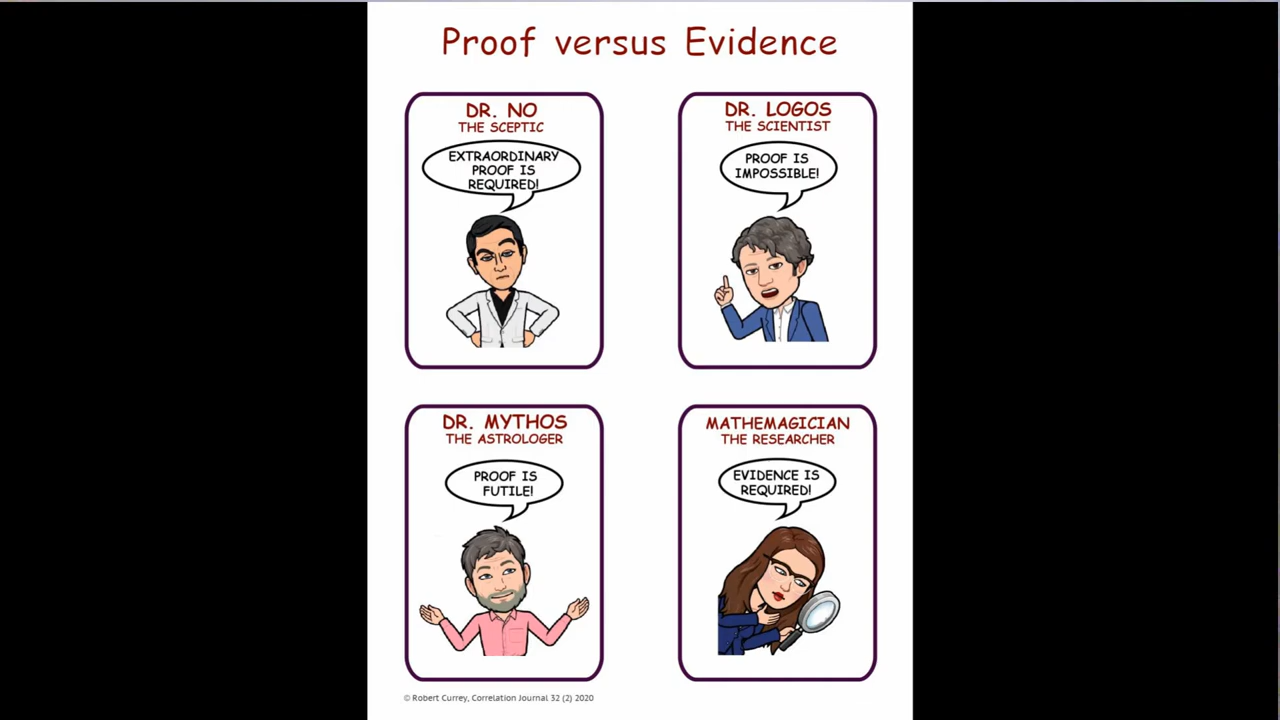 Proof versus Evidence
DR. NO
THE SCEPTIC
EXTRAORDINARY
PROOF IS
REQUIRED!
DR. LOGOS
THE SCIENTIST
PROOF IS
IMPOSSIBLE!
DR. MYTHOS
THE ASTROLOGER
PROOF IS
FUTILE!
MATHEMAGICIAN
THE RESEARCHER
EVIDENCE IS
REQUIRED!
© Robert Currey, Correlation Journal 32 (2) 2020